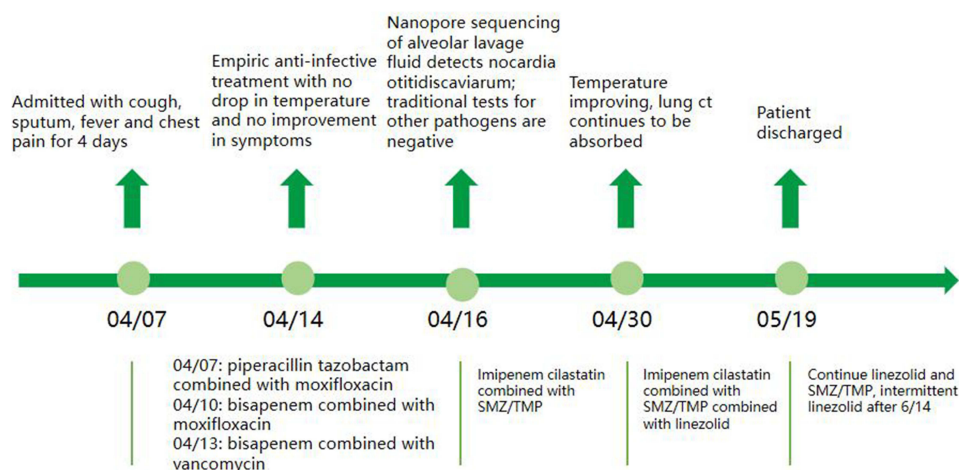 Admitted with cough,
sputum, fever and chest
pain for 4 days
Empiric anti-infective
treatment with no
drop in temperature
and no improvement
in symptoms
Nanopore sequencing
of alveolar lavage
fluid detects nocardia
otitidiscaviarum;
traditional tests for
other pathogens are
negative
Temperature
improving, lung ct
continues to be
absorbed
Patient
discharged
04/07
04/14
04/16
04/30
05/19
04/07: piperacillin tazobactam
combined with moxifloxacin
04/10: bisapenem combined with
moxifloxacin
04/13: bisapenem combined with
vancomycin
Imipenem cilastatin
combined with
SMZ/TMP
Imipenem cilastatin
combined with
SMZ/TMP combined
with linezolid
Continue linezolid and
SMZ/TMP, intermittent
linezolid after 6/14